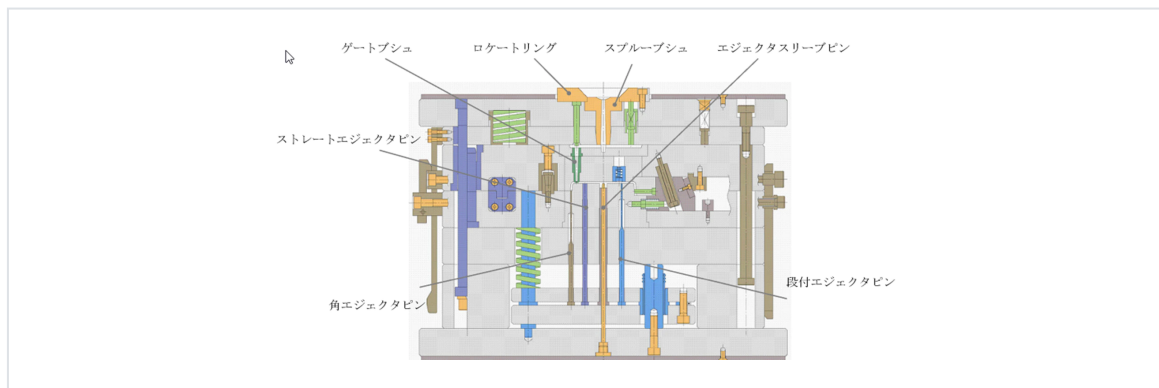 ゲートブシュ
ロケートリング
スプルーブシュ
エジェクタスリーブピン
ストレートエジェクタピン
段付エジェクタピン
角エジェクタピン